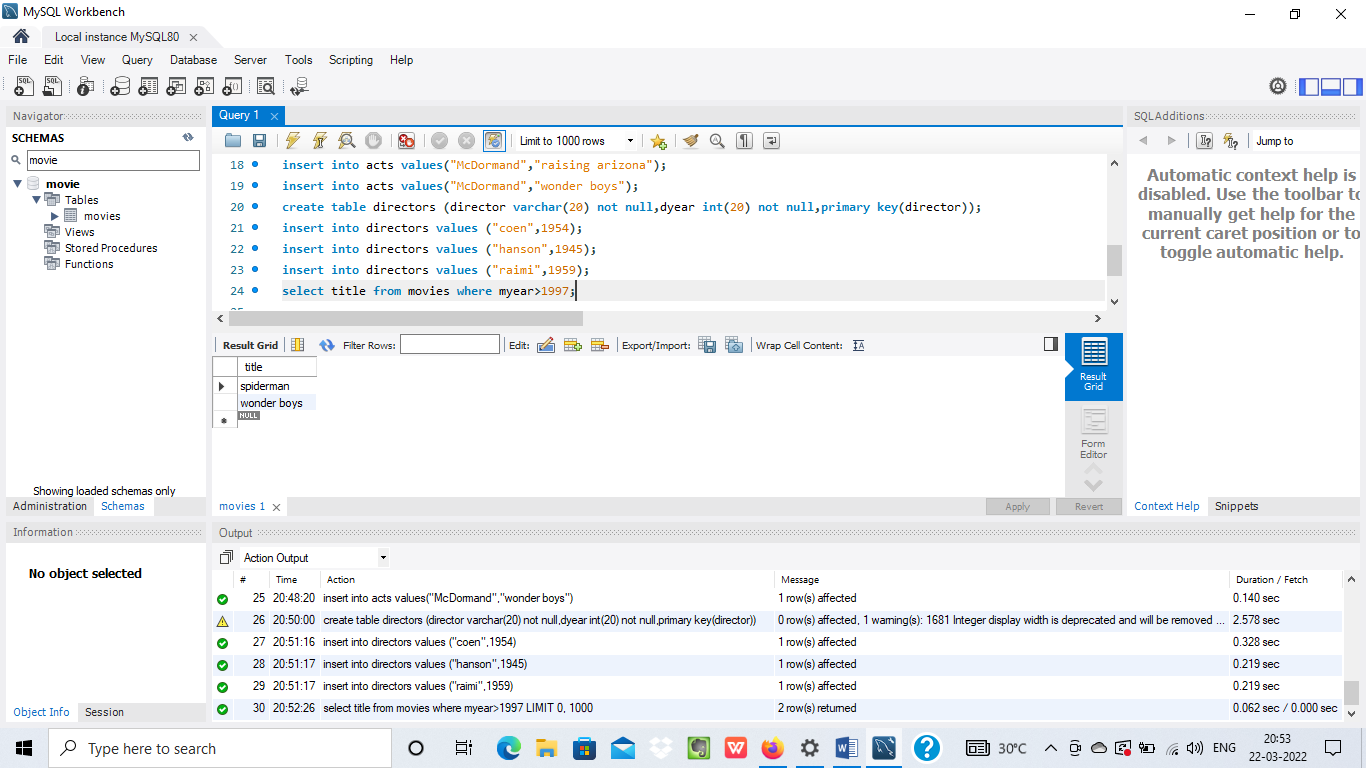 MySQL Workbench
Local instance MySQL80
File Edit View Query Database Server Tools Scripting Help
Navigator
SCHEMAS
movie
movie
Tables
movies
Views
Stored Procedures
Functions
Showing loaded schemas only
Administration Schemas
Information
No object selected
Object Info Session
Query 1
Limit to 1000 rows
18 insert into acts values("McDormand","raising arizona");
19 insert into acts values("McDormand","wonder boys");
20 create table directors (director varchar(20) not null,dyear int(20) not null,primary key(director));
21 insert into directors values ("coen",1954);
22 insert into directors values ("hanson",1945);
23 insert into directors values ("raimi",1959);
24 select title from movies where myear>1997;
Result Grid Filter Rows: Edit: Export/Import: Wrap Cell Content:
title
spiderman
wonder boys
NULL
Result
Grid
Form
Editor
movies 1
Apply Revert
SQLAdditions
Jump to
Automatic context help is
disabled. Use the toolbar to
manually get help for the
current caret position or to
toggle automatic help.
Context Help Snippets
Output
Action Output
# Time Action Message Duration / Fetch
25 20:48:20 insert into acts values("McDormand","wonder boys") 1 row(s) affected 0.140 sec
26 20:50:00 create table directors (director varchar(20) not null,dyear int(20) not null,primary key(director)) 0 row(s) affected, 1 warning(s): 1681 Integer display width is deprecated and will be removed ... 2.578 sec
27 20:51:16 insert into directors values ("coen",1954) 1 row(s) affected 0.328 sec
28 20:51:17 insert into directors values ("hanson",1945) 1 row(s) affected 0.219 sec
29 20:51:17 insert into directors values ("raimi",1959) 1 row(s) affected 0.219 sec
30 20:52:26 select title from movies where myear>1997 LIMIT 0, 1000 2 row(s) returned 0.062 sec / 0.000 sec
Type here to search
30°C
ENG
20:53
22-03-2022